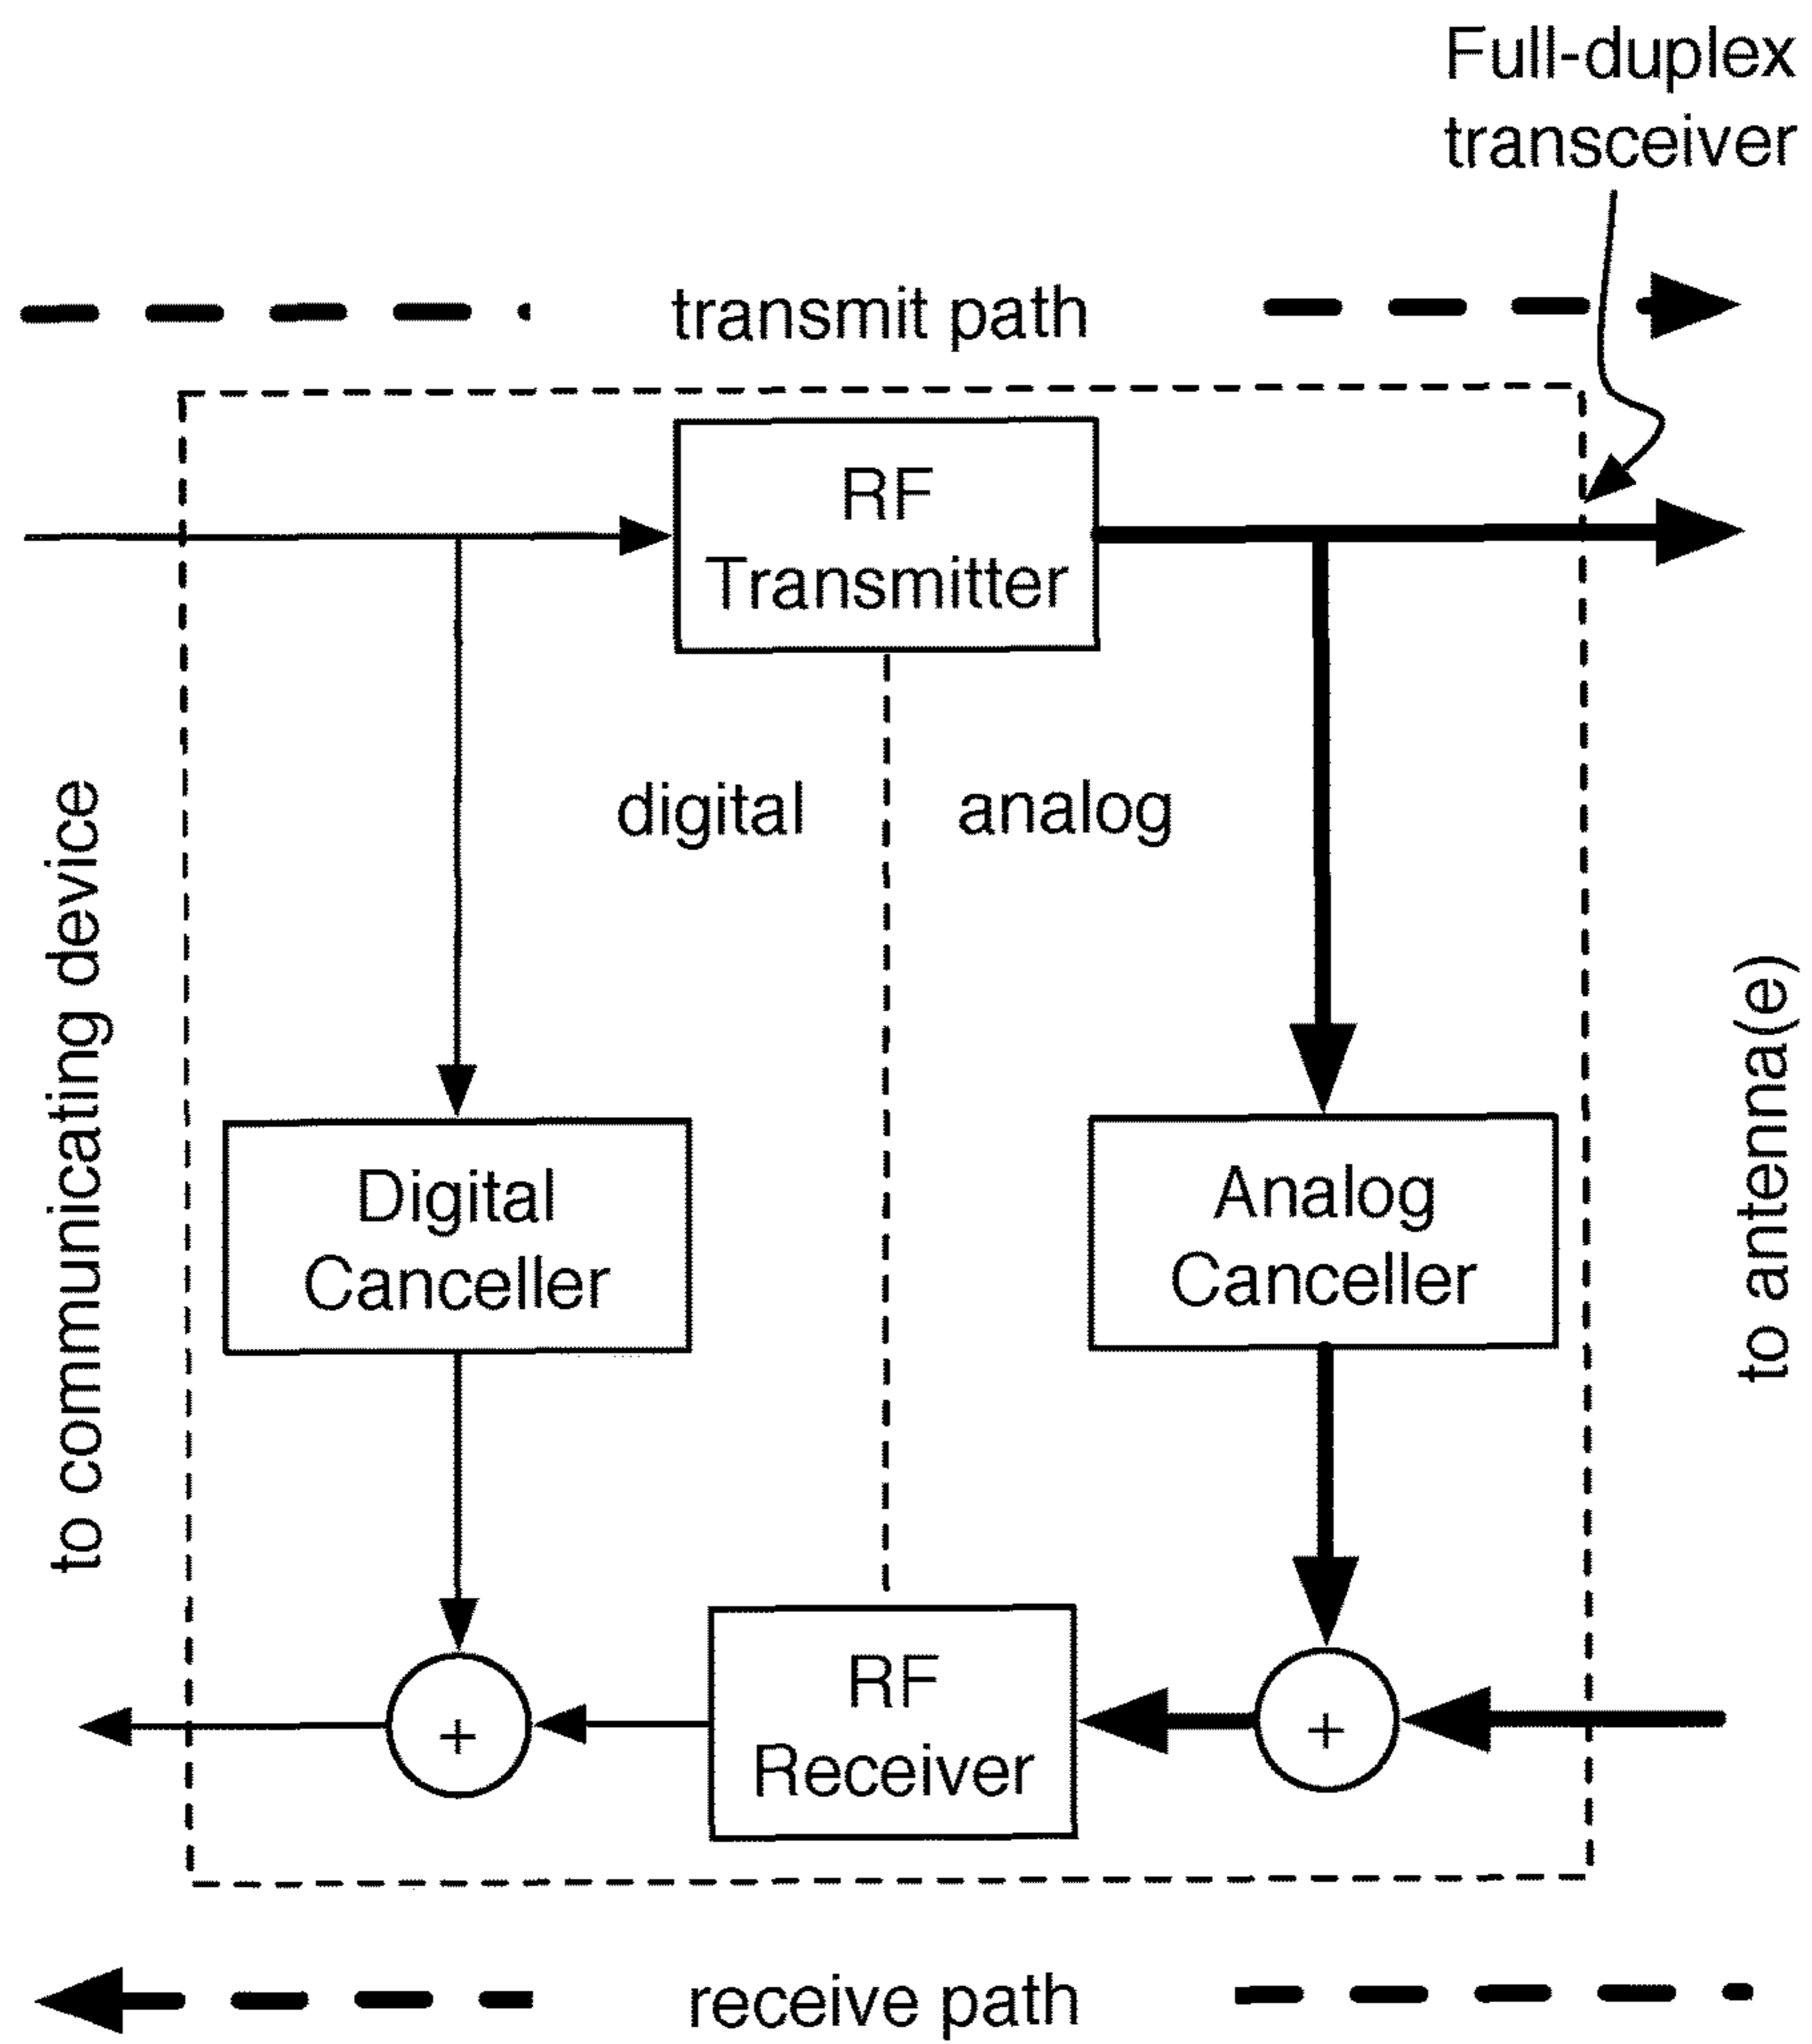 Full-duplex
transceiver
transmit path
RF
Transmitter
digital
analog
to communicating device
to antenna(e)
Digital
Canceller
Analog
Canceller
+
RF
Receiver
+
receive path